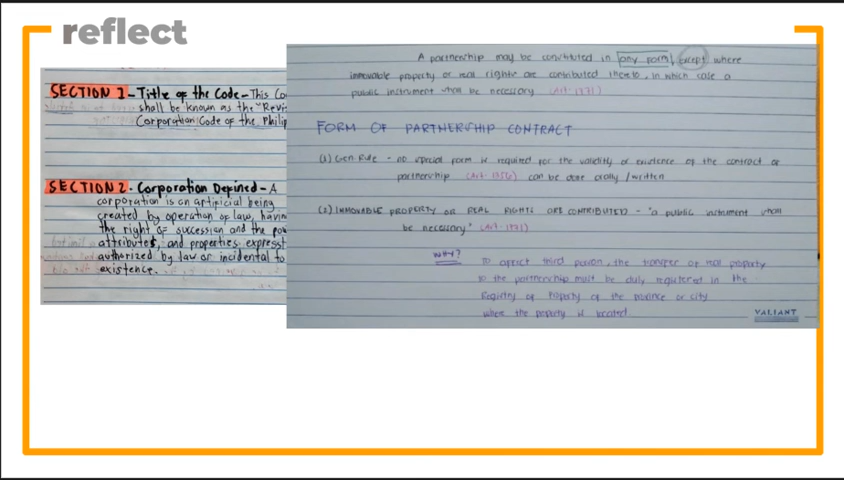 reflect
SECTION 1 - Title of the Code - This Co
shall be known as the "Revi
Corporation Code of the Philip
SECTION 2. Corporation Defined - A
corporation is an artificial being
created by operation of law, havin
the right of succession and the po
attributes, and properties expressl
authorized by law or incidental to
existence.
A partnership may be constituted in any form, except where
immovable property or real rights are contributed thereto, in which case a
public instrument shall be necessary (Art. 1771)
FORM OF PARTNERSHIP CONTRACT
(1) Gen Rule - no special form is required for the validity or existence of the contract of
partnership (Art. 1356) can be done orally / written
(2) IMMOVABLE PROPERTY OR REAL RIGHTS ARE CONTRIBUTED - "a public instrument shall
be necessary" (Art. 1771)
WHY? to affect third person, the transfer of real property
to the partnership must be duly registered in the
Registry of Property of the province or city
where the property is located
VALIANT